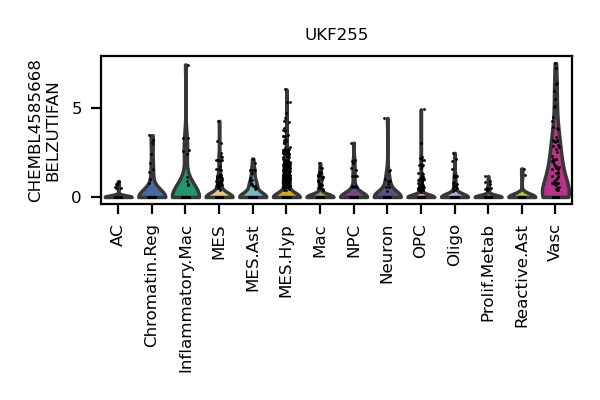 UKF255
CHEMBL4585668
BELZUTIFAN
5
0
AC
Chromatin.Reg
Inflammatory.Mac
MES
MES.Ast
MES.Hyp
Mac
NPC
Neuron
OPC
Oligo
Prolif.Metab
Reactive.Ast
Vasc